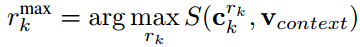 $r_k^{\max} = \arg\max_{r_k} S(\mathbf{c}_k^{r_k}, \mathbf{v}_{context})$